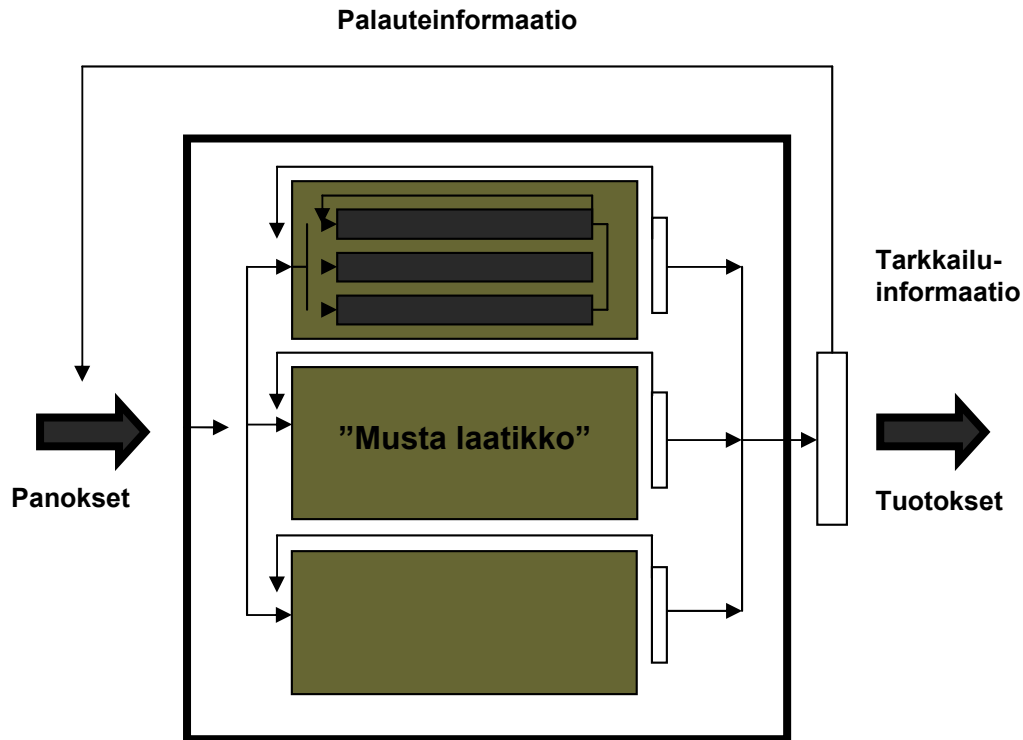 Palauteinformaatio
Tarkkailu-
informaatio
”Musta laatikko”
Panokset
Tuotokset